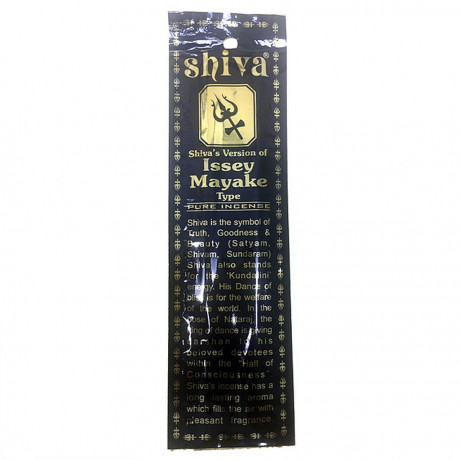 shiva®
Shiva's Version of
Issey
Mayake
Type
PURE INCENSE
Shiva is the symbol of
Truth, Goodness &
Beauty (Satyam,
Shivam, Sundaram)
Shiva also stands
for the 'Kundalini'
energy. His Dance of
bliss is for the welfare
of the world. In the
pose of Nataraj, the
king of dance is giving
to his
beloved devotees
within the "Hall of
Consciousness"
Shiva's incense has a
long lasting aroma
which fills the air with
pleasant fragrance